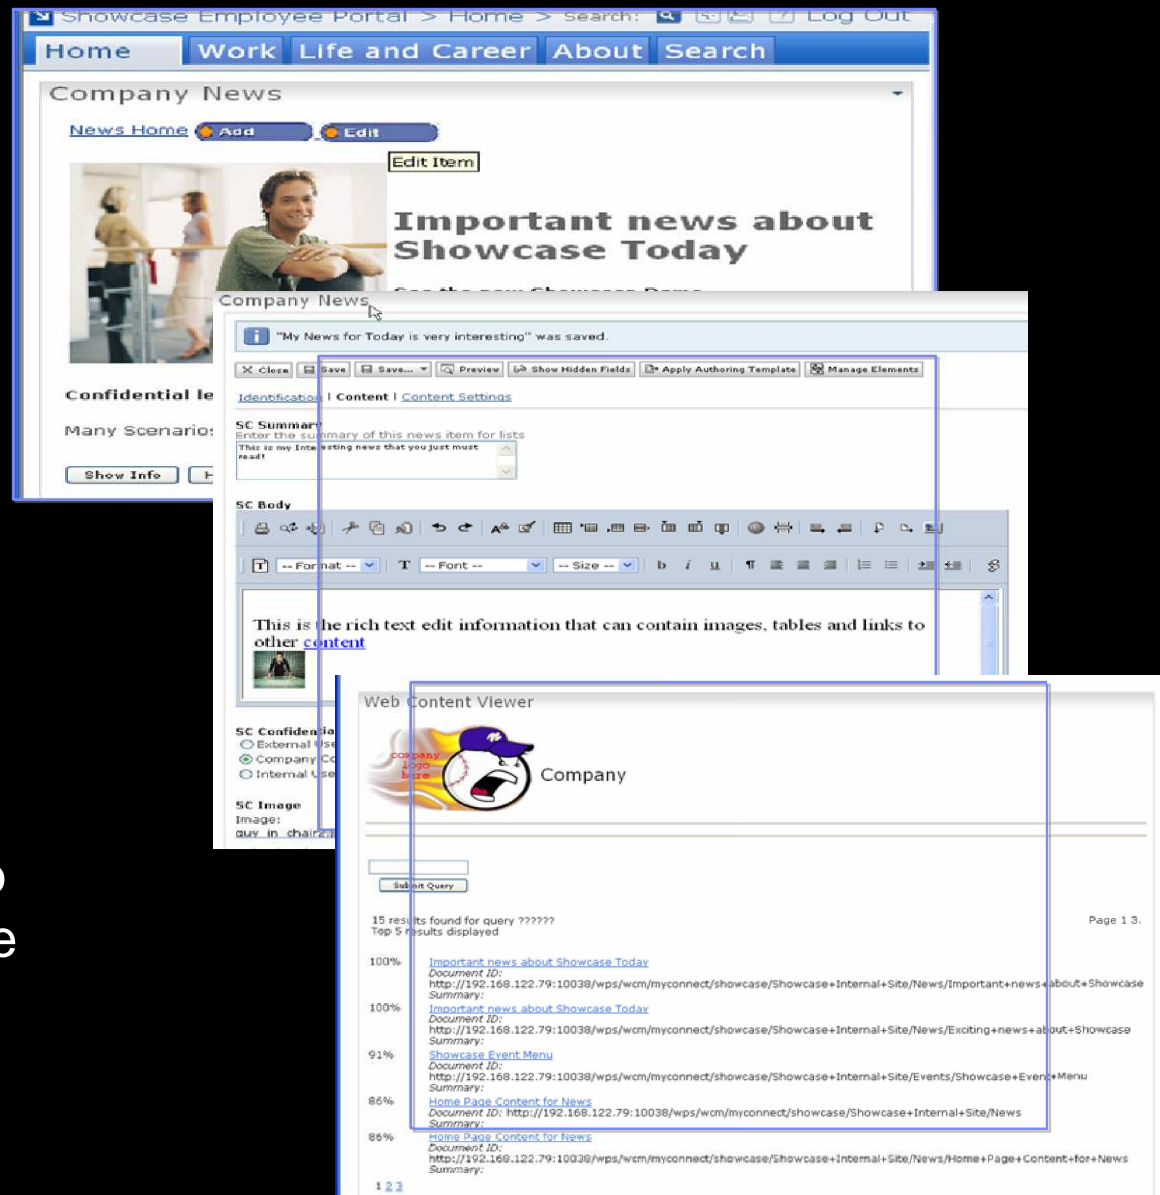 Showcase Employee Portal > Home > Search: Log Out
Home Work Life and Career About Search
Company News
News Home Add Edit
Edit Item
Important news about
Showcase Today
Company News
"My News for Today is very interesting" was saved.
Close Save Save... Preview Show Hidden Fields Apply Authoring Template Manage Elements
Confidential le
Identification | Content | Content Settings
Many Scenarios
SC Summary
Enter the summary of this news item for lists
This is my Interesting news that you just must
read!
Show Info H
SC Body
-- Format -- T -- Font -- -- Size -- b i u
This is the rich text edit information that can contain images, tables and links to
other content
Web Content Viewer
SC Confidentia
External Use
Company Co
Internal Use
company
logo
here
Company
SC Image
Image:
guy_in_chair2
Submit Query
15 results found for query ??????
Page 1 3.
Top 5 results displayed
100% Important news about Showcase Today
Document ID:
http://192.168.122.79:10038/wps/wcm/myconnect/showcase/Showcase+Internal+Site/News/Important+news+about+Showcase
Summary:
100% Important news about Showcase Today
Document ID:
http://192.168.122.79:10038/wps/wcm/myconnect/showcase/Showcase+Internal+Site/News/Exciting+news+about+Showcase
Summary:
91% Showcase Event Menu
Document ID:
http://192.168.122.79:10038/wps/wcm/myconnect/showcase/Showcase+Internal+Site/Events/Showcase+Event+Menu
Summary:
86% Home Page Content for News
Document ID: http://192.168.122.79:10038/wps/wcm/myconnect/showcase/Showcase+Internal+Site/News
Summary:
86% Home Page Content for News
Document ID:
http://192.168.122.79:10038/wps/wcm/myconnect/showcase/Showcase+Internal+Site/News/Home+Page+Content+for+News
Summary:
1 2 3